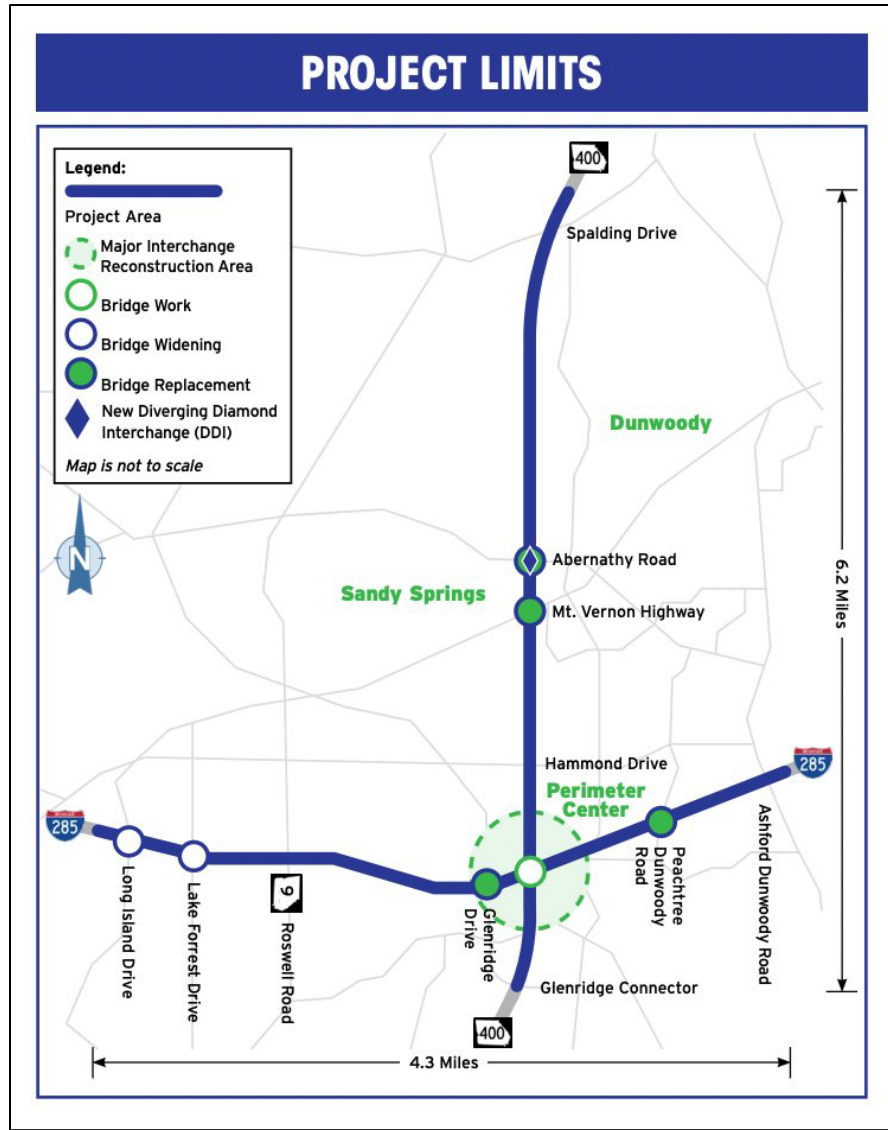 PROJECT LIMITS
Legend:
Project Area
Major Interchange
Reconstruction Area
Bridge Work
Bridge Widening
Bridge Replacement
New Diverging Diamond
Interchange (DDI)
Map is not to scale
N
400
Spalding Drive
Dunwoody
Abernathy Road
Sandy Springs
Mt. Vernon Highway
6.2 Miles
Hammond Drive
Perimeter
Center
285
285
Long Island Drive
Lake Forrest Drive
9
Roswell Road
Glenridge
Drive
Peachtree
Dunwoody
Road
Ashford Dunwoody Road
Glenridge Connector
400
4.3 Miles